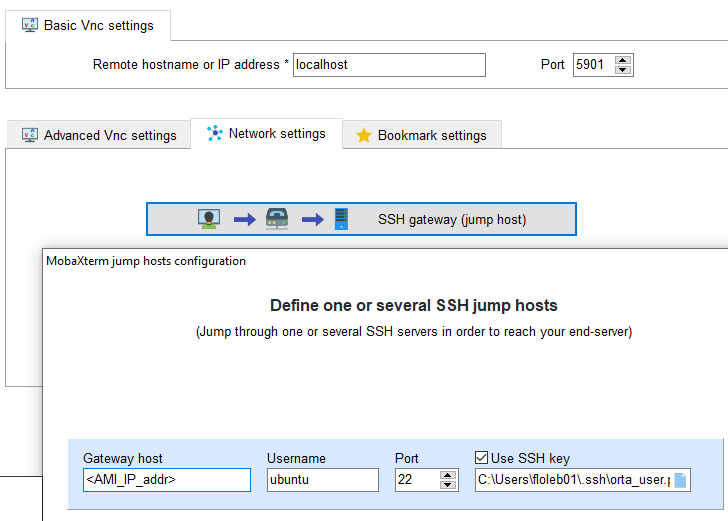 Basic Vnc settings
Remote hostname or IP address * localhost Port 5901
Advanced Vnc settings Network settings Bookmark settings
SSH gateway (jump host)
MobaXterm jump hosts configuration
Define one or several SSH jump hosts
(Jump through one or several SSH servers in order to reach your end-server)
Gateway host Username Port Use SSH key
<AMI_IP_addr> ubuntu 22 C:\Users\floleb01\.ssh\orta_user.p